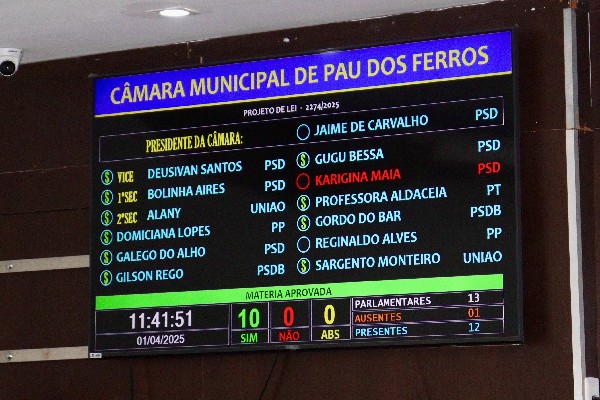 CÂMARA MUNICIPAL DE PAU DOS FERROS
PROJETO DE LEI - 2274/2025
PRESIDENTE DA CÂMARA: JAIME DE CARVALHO PSD
S VICE DEUSIVAN SANTOS PSD
S 1ªSEC BOLINHA AIRES PSD
S 2ªSEC ALANY UNIAO
S DOMICIANA LOPES PP
S GALEGO DO ALHO PSD
S GILSON REGO PSDB
S GUGU BESSA PSD
KARIGINA MAIA PSD
S PROFESSORA ALDACEIA PT
S GORDO DO BAR PSDB
REGINALDO ALVES PP
S SARGENTO MONTEIRO UNIAO
MATERIA APROVADA
11:41:51
01/04/2025
10 SIM
0 NÃO
0 ABS
PARLAMENTARES 13
AUSENTES 01
PRESENTES 12